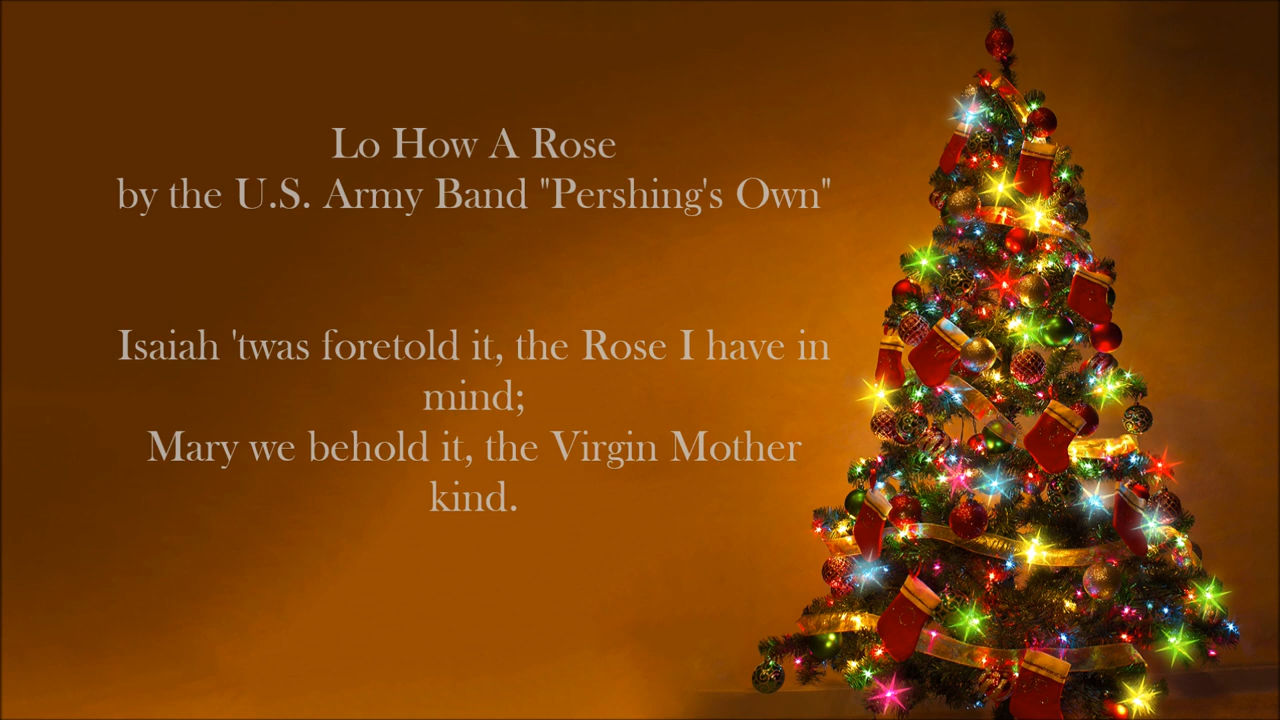 Lo How A Rose
by the U.S. Army Band "Pershing's Own"
Isaiah 'twas foretold it, the Rose I have in
mind;
Mary we behold it, the Virgin Mother
kind.